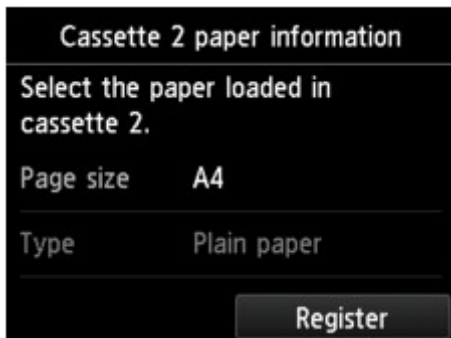 Cassette 2 paper information
Select the paper loaded in
cassette 2.
Page size A4
Type Plain paper
Register